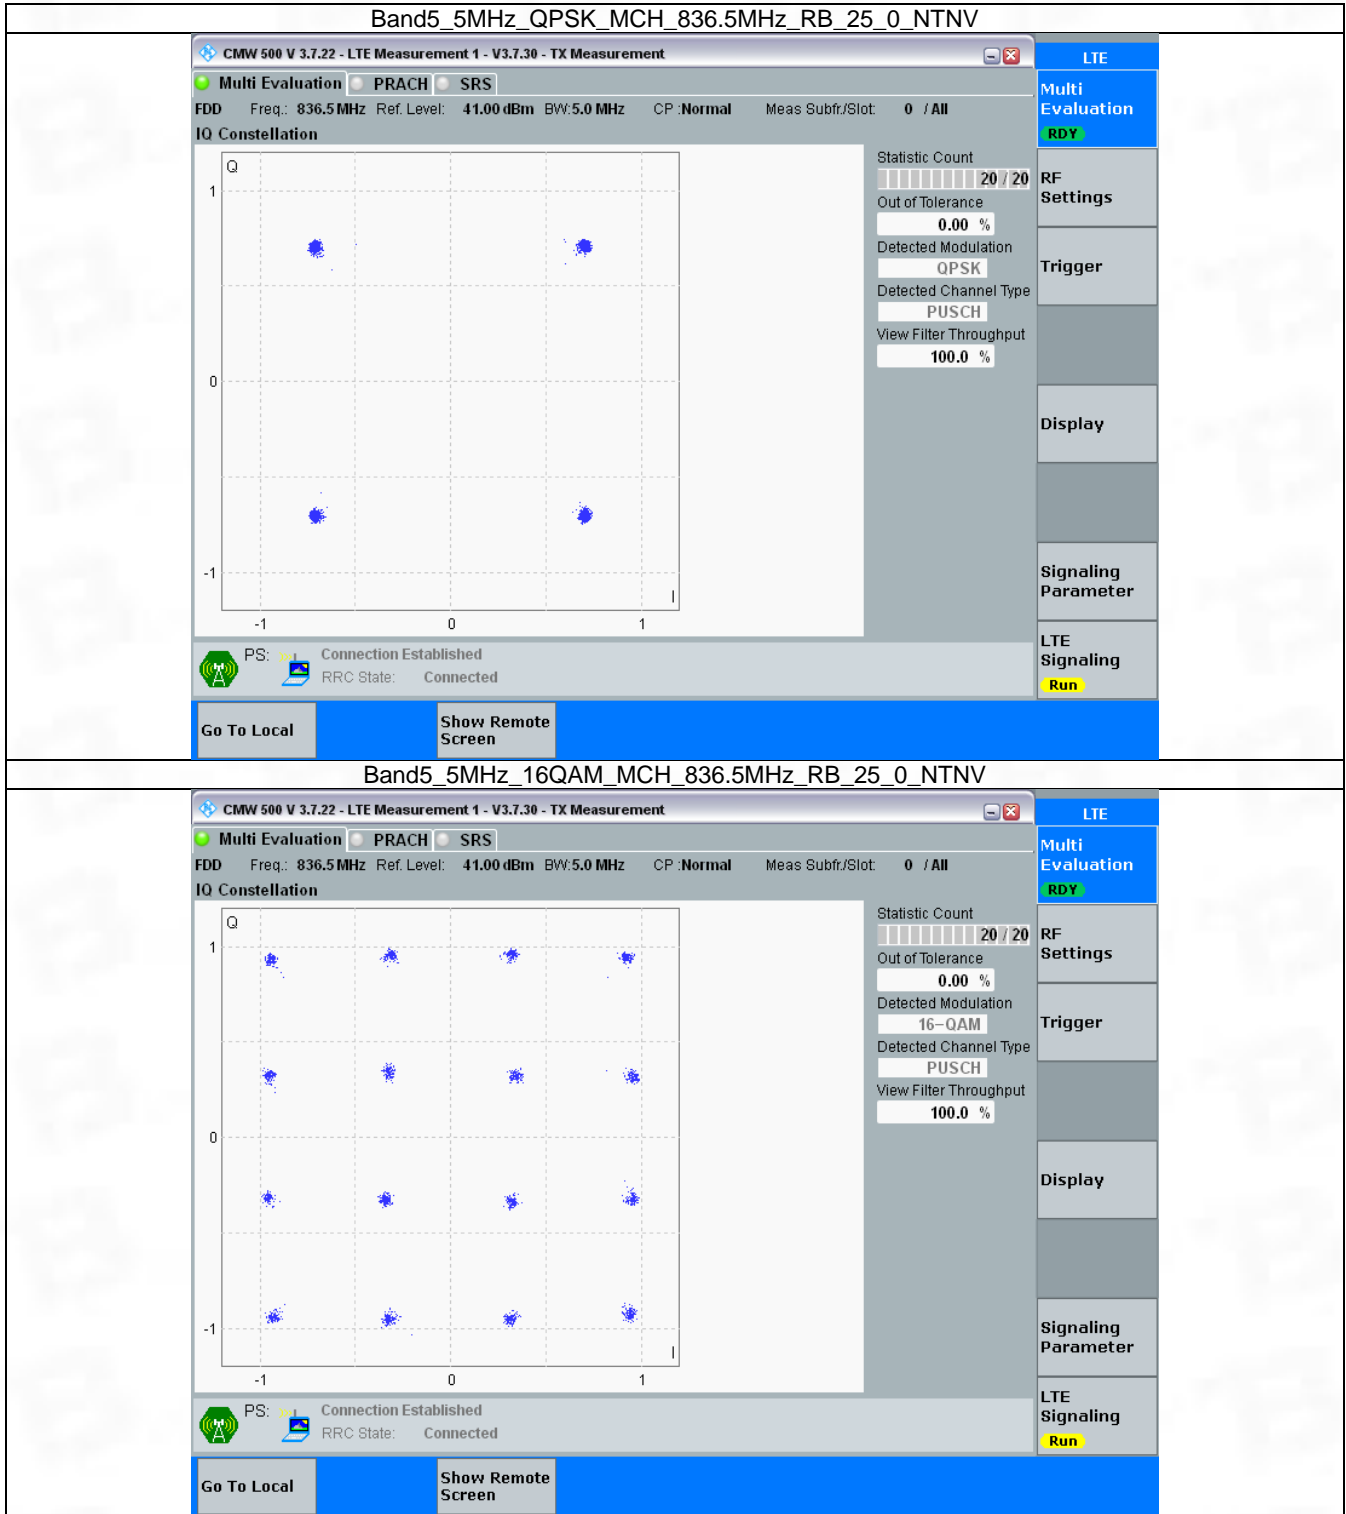 Band5_5MHz_QPSK_MCH_836.5MHz_RB_25_0_NTNV
CMW 500 V 3.7.22 - LTE Measurement 1 - V3.7.30 - TX Measurement
LTE
Multi Evaluation PRACH SRS
Multi
Evaluation
RDY
FDD Freq.: 836.5 MHz Ref. Level: 41.00 dBm BW: 5.0 MHz CP : Normal Meas Subfr./Slot: 0 / All
IQ Constellation
Q
1
0
-1
I
-1 0 1
Statistic Count
20 / 20
Out of Tolerance
0.00 %
Detected Modulation
QPSK
Detected Channel Type
PUSCH
View Filter Throughput
100.0 %
RF
Settings
Trigger
Display
Signaling
Parameter
LTE
Signaling
Run
PS: Connection Established
RRC State: Connected
Go To Local
Show Remote
Screen
Band5_5MHz_16QAM_MCH_836.5MHz_RB_25_0_NTNV
CMW 500 V 3.7.22 - LTE Measurement 1 - V3.7.30 - TX Measurement
LTE
Multi Evaluation PRACH SRS
Multi
Evaluation
RDY
FDD Freq.: 836.5 MHz Ref. Level: 41.00 dBm BW: 5.0 MHz CP : Normal Meas Subfr./Slot: 0 / All
IQ Constellation
Q
1
0
-1
I
-1 0 1
Statistic Count
20 / 20
Out of Tolerance
0.00 %
Detected Modulation
16-QAM
Detected Channel Type
PUSCH
View Filter Throughput
100.0 %
RF
Settings
Trigger
Display
Signaling
Parameter
LTE
Signaling
Run
PS: Connection Established
RRC State: Connected
Go To Local
Show Remote
Screen